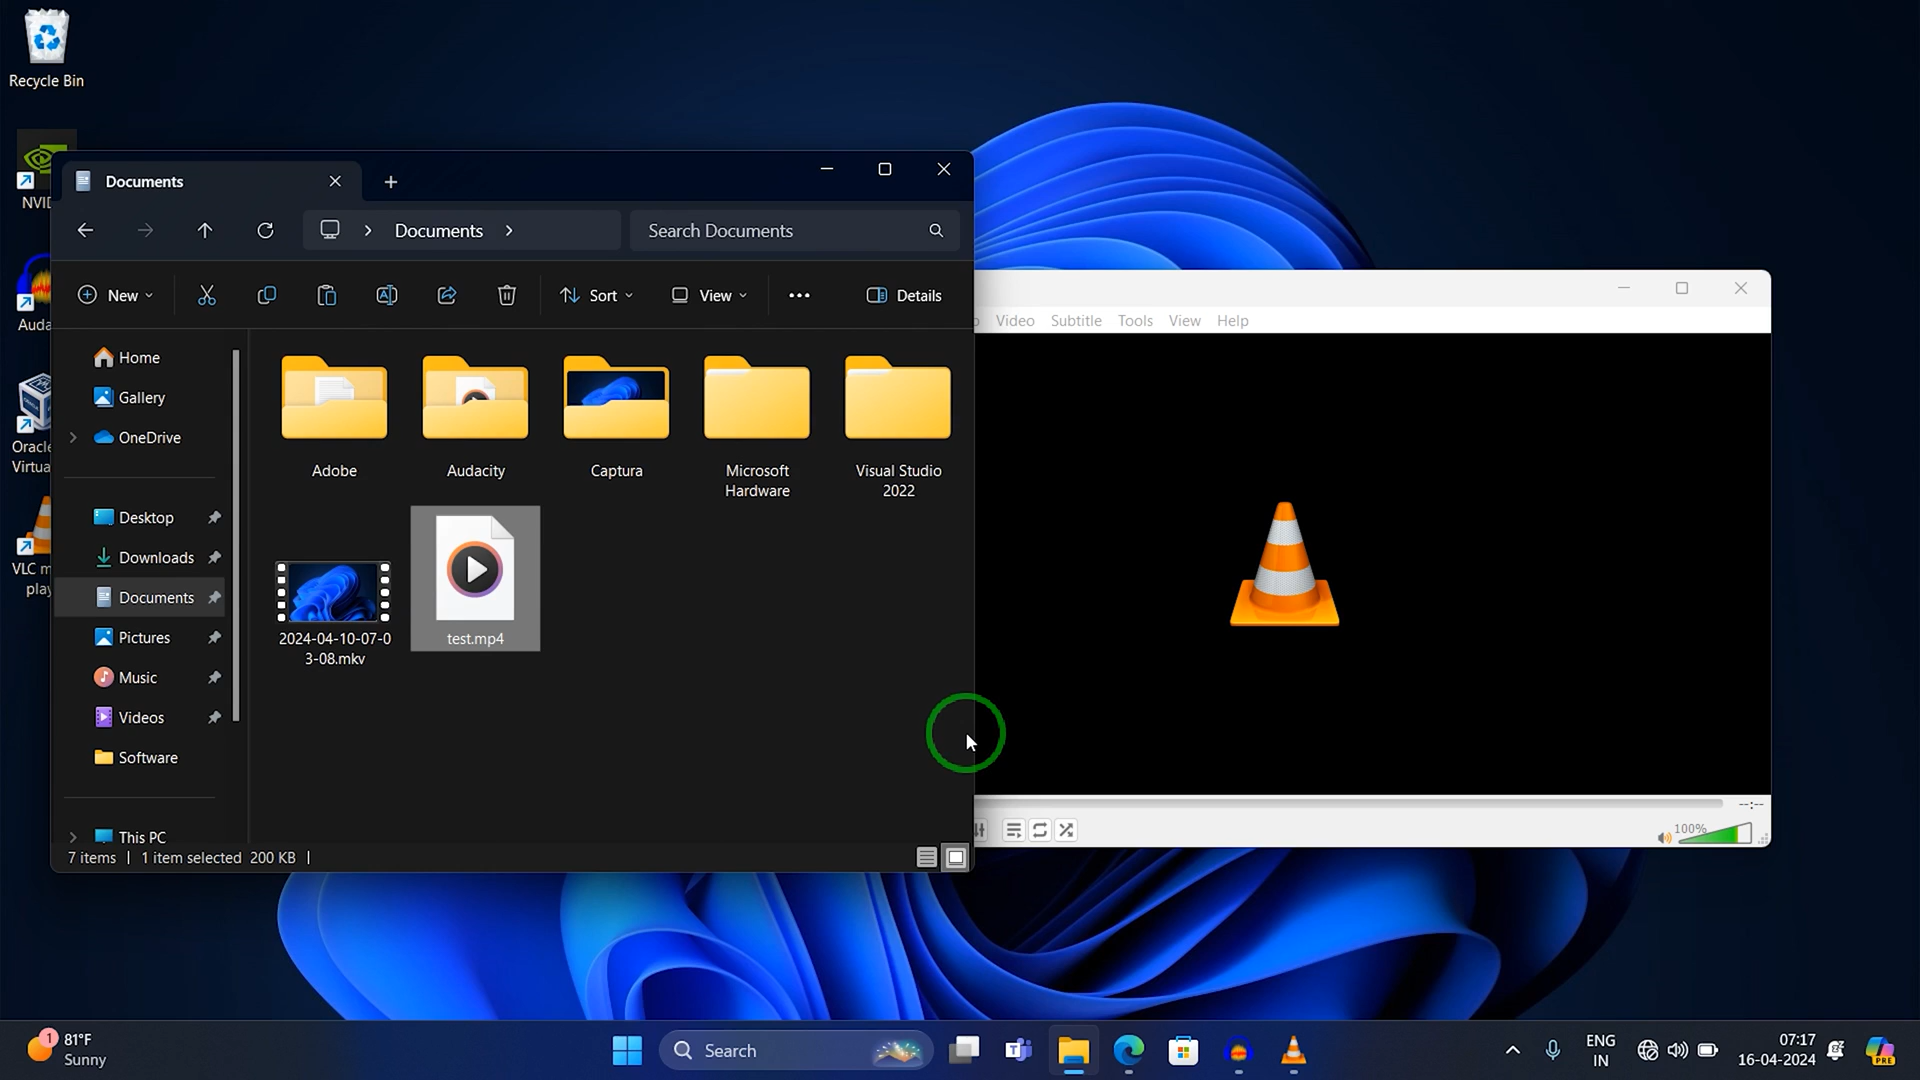 Recycle Bin
NVID
Auda
Oracle
Virtua
VLC m
play
Documents
Documents
Search Documents
New
Sort
View
Details
Home
Gallery
OneDrive
Desktop
Downloads
Documents
Pictures
Music
Videos
Software
This PC
Adobe
Audacity
Captura
Microsoft
Hardware
Visual Studio
2022
2024-04-10-07-0
3-08.mkv
test.mp4
7 items
1 item selected 200 KB
Video Subtitle Tools View Help
--:--
100%
1
81°F
Sunny
Search
ENG
IN
07:17
16-04-2024
PRE